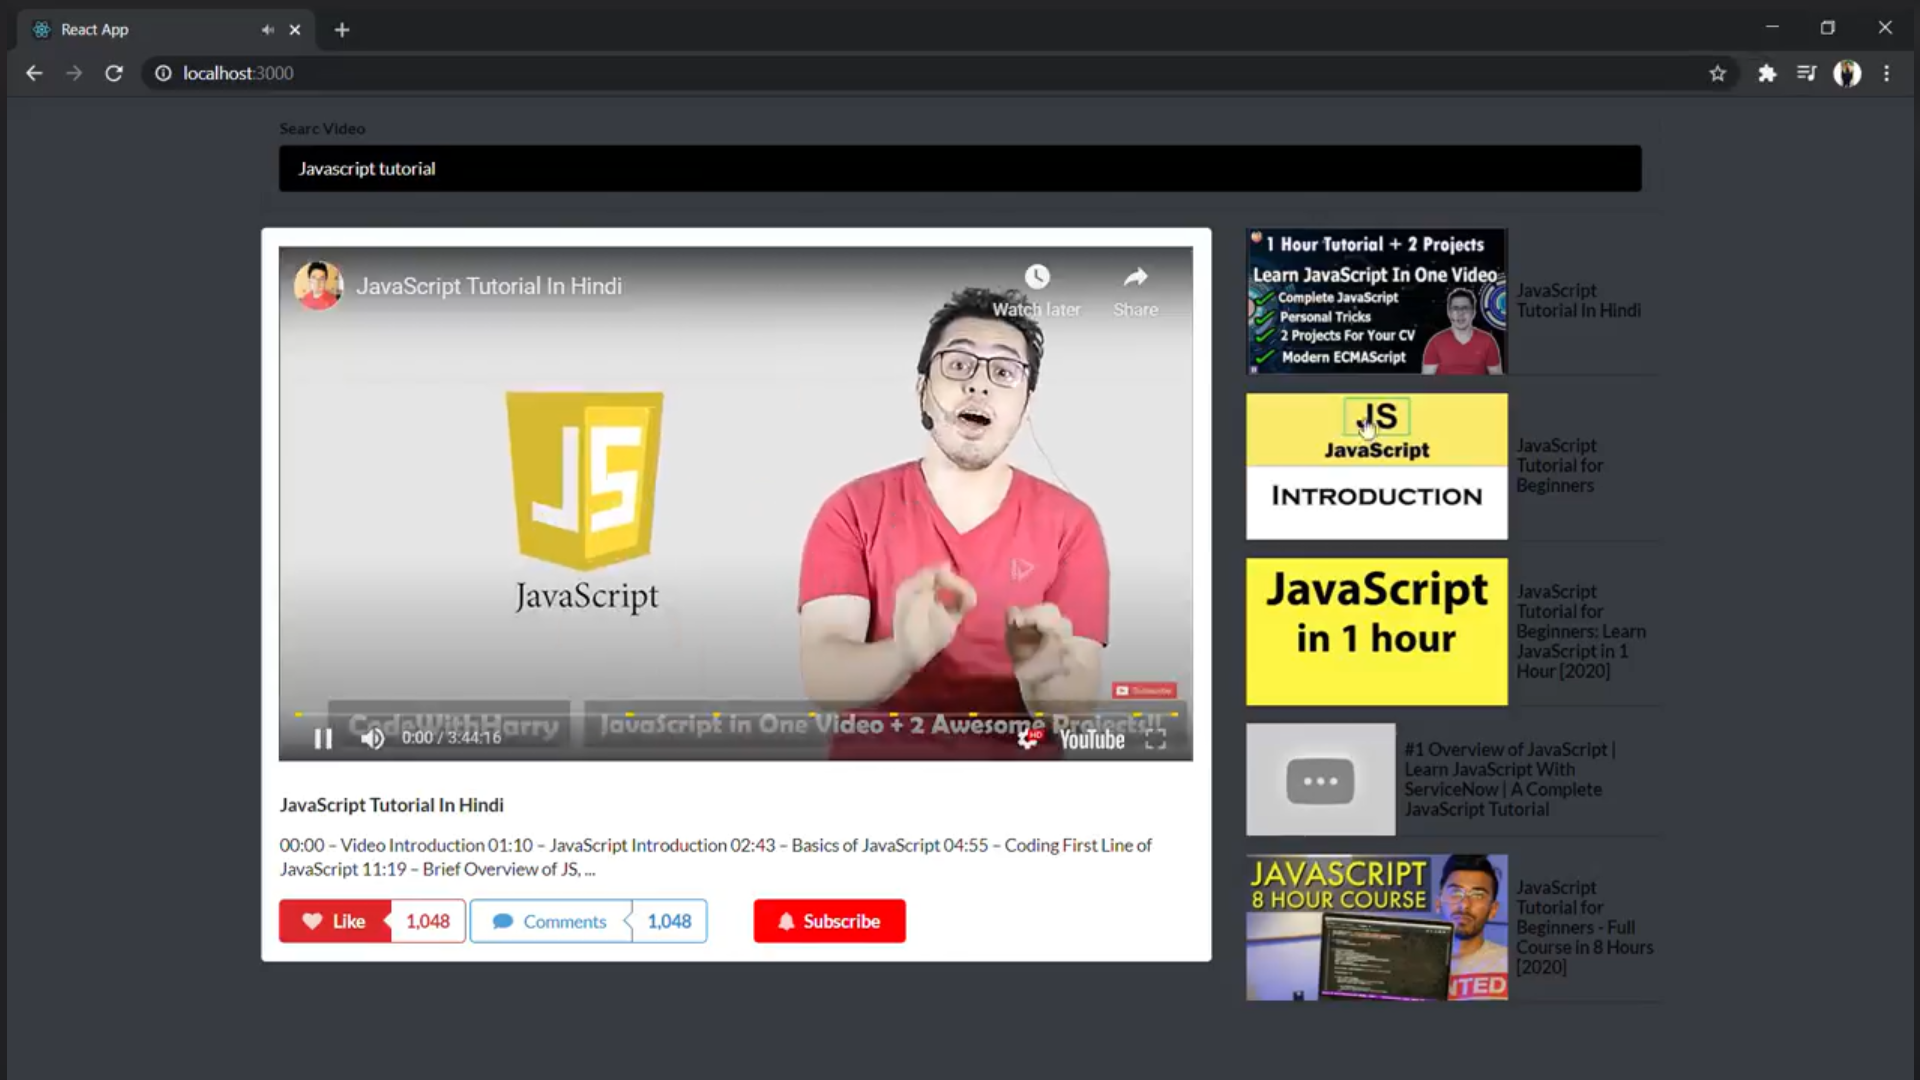 React App
localhost:3000
Searc Video
Javascript tutorial
JavaScript Tutorial In Hindi
Watch later
Share
JS
JavaScript
Subscribe
CodeWithHarry
JavaScript in One Video + 2 Awesome Projects!!
0:00 / 3:44:16
HD
YouTube
JavaScript Tutorial In Hindi
00:00 – Video Introduction 01:10 – JavaScript Introduction 02:43 – Basics of JavaScript 04:55 – Coding First Line of
JavaScript 11:19 – Brief Overview of JS, ...
Like
1,048
Comments
1,048
Subscribe
1 Hour Tutorial + 2 Projects
Learn JavaScript In One Video
Complete JavaScript
Personal Tricks
2 Projects For Your CV
Modern ECMAScript
JavaScript
Tutorial In Hindi
JS
JavaScript
INTRODUCTION
JavaScript
Tutorial for
Beginners
JavaScript
in 1 hour
JavaScript
Tutorial for
Beginners: Learn
JavaScript in 1
Hour [2020]
#1 Overview of JavaScript |
Learn JavaScript With
ServiceNow | A Complete
JavaScript Tutorial
JAVASCRIPT
8 HOUR COURSE
NTED
JavaScript
Tutorial for
Beginners - Full
Course in 8 Hours
[2020]